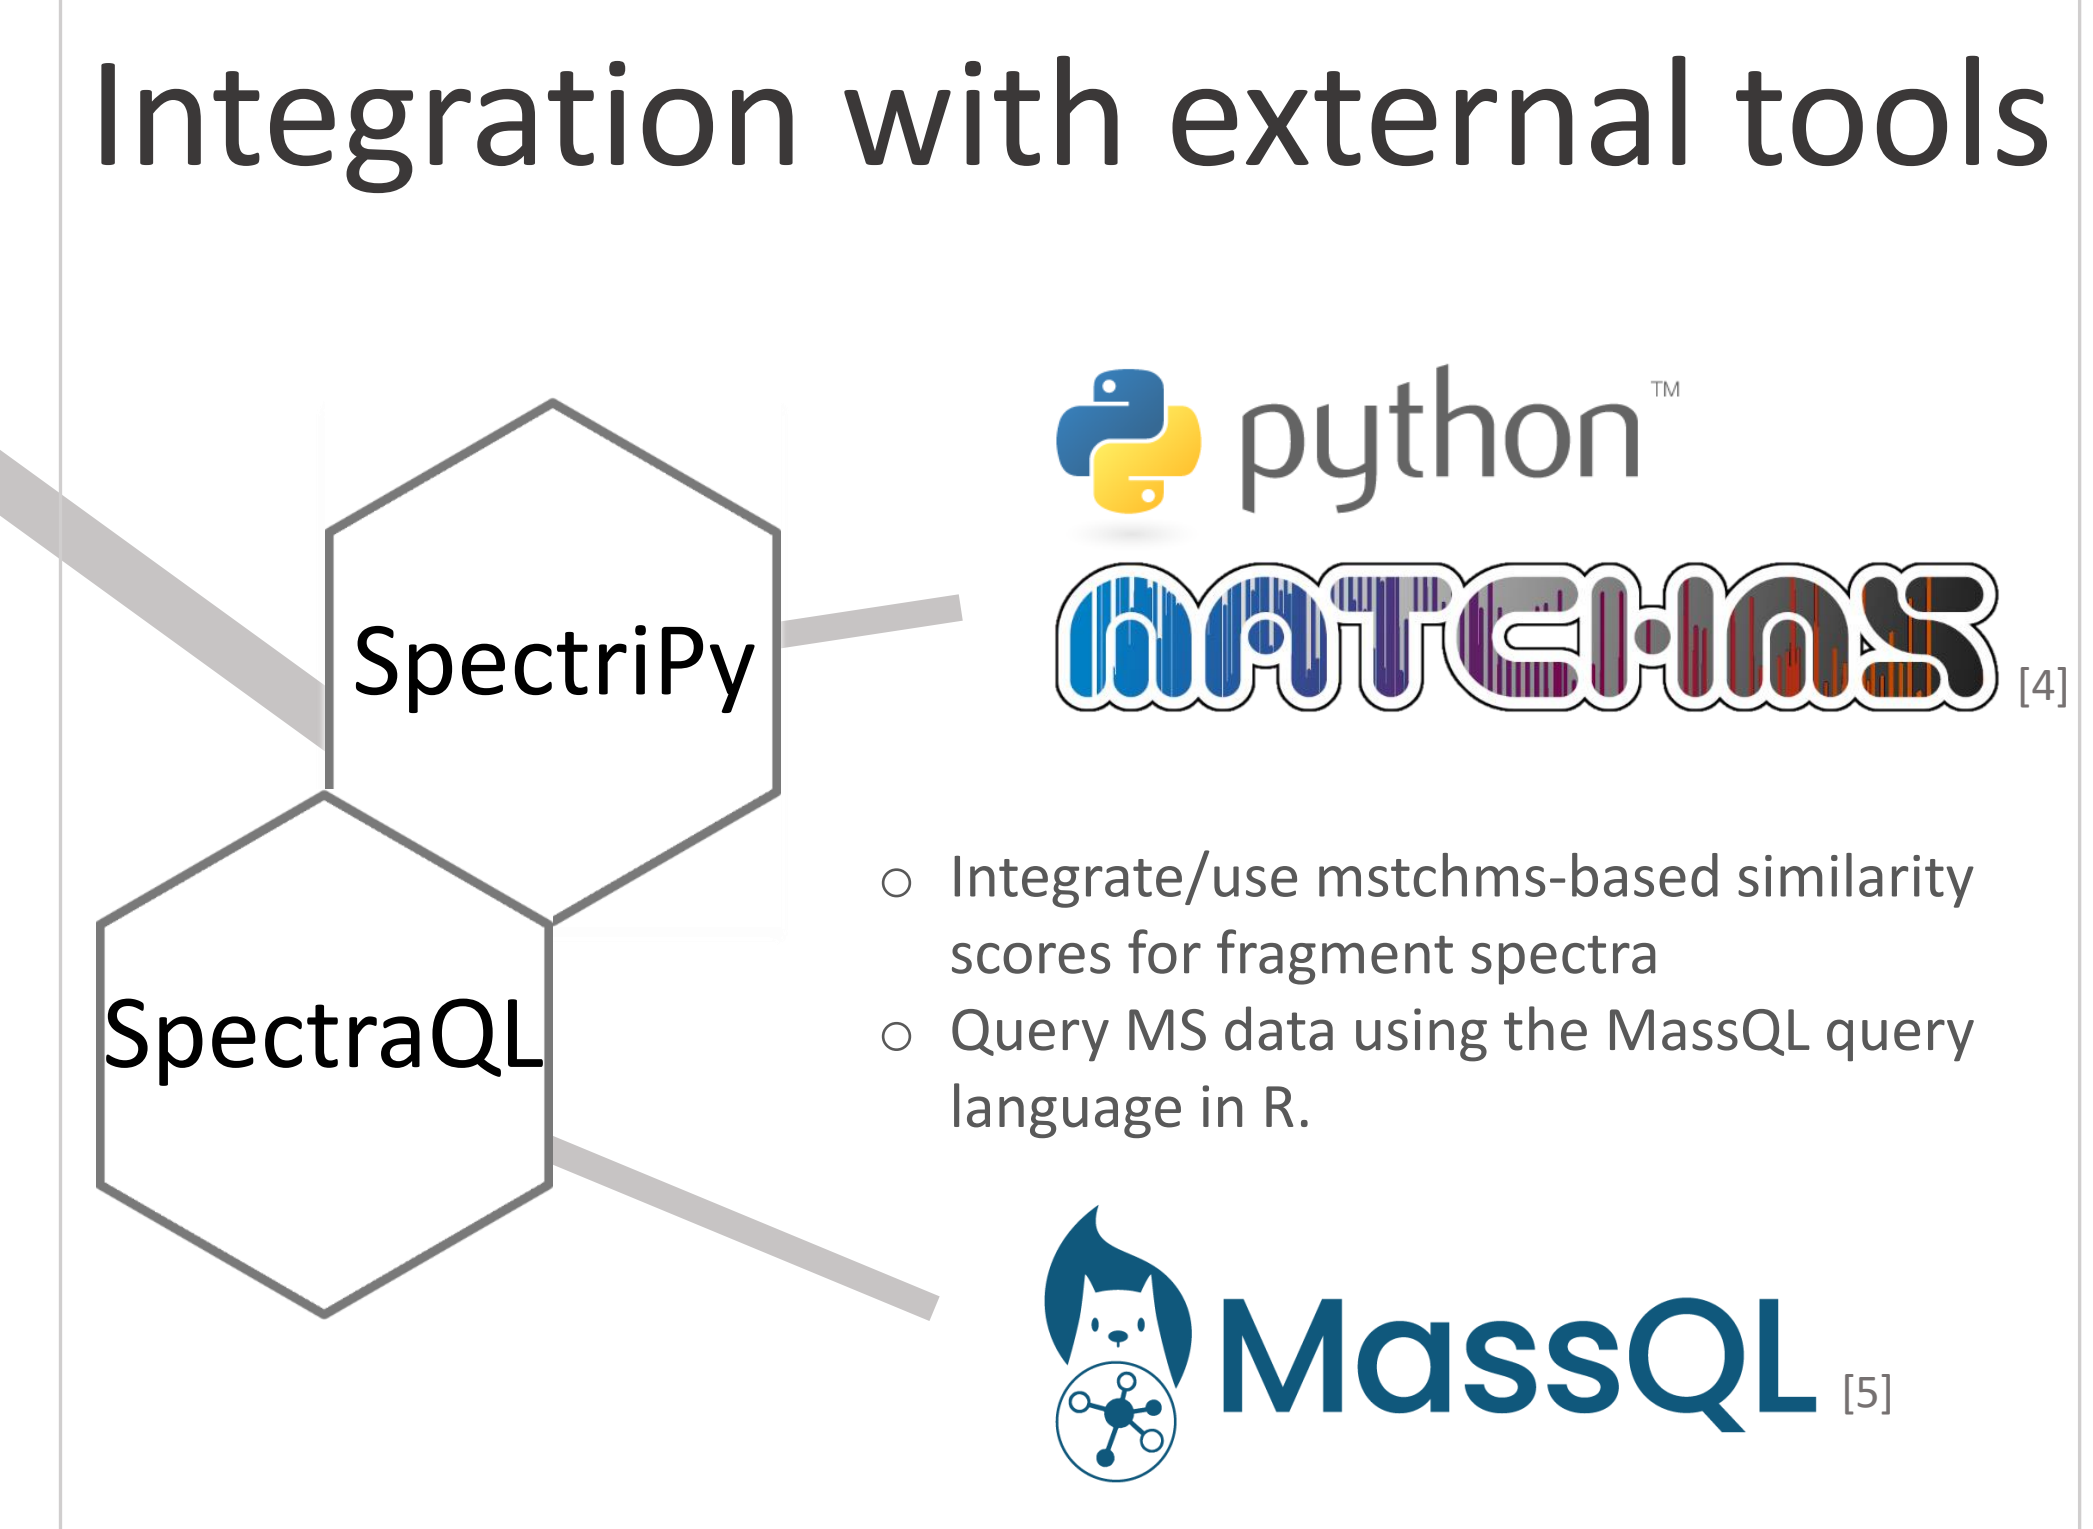 Integration with external tools
python™
MATCHMS
[4]
SpectriPy
○ Integrate/use mstchms-based similarity
scores for fragment spectra
○ Query MS data using the MassQL query
language in R.
SpectraQL
MassQL [5]